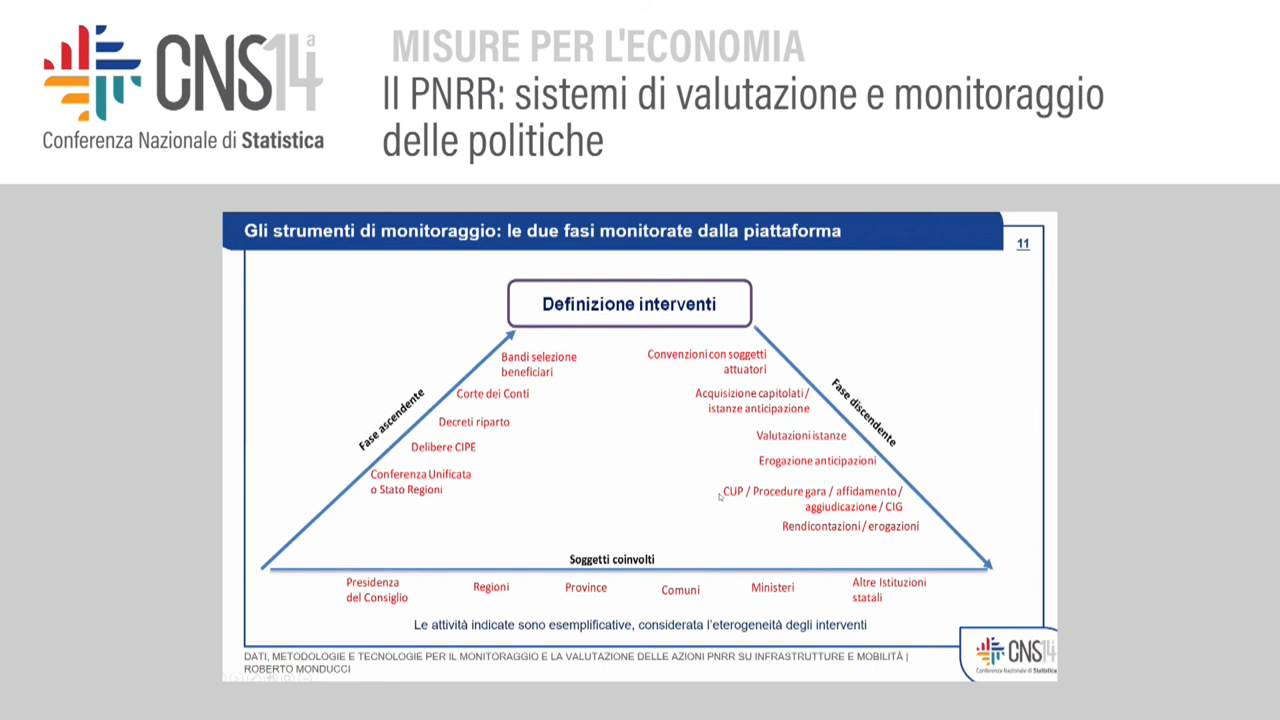 CNS14a
Conferenza Nazionale di Statistica
MISURE PER L'ECONOMIA
Il PNRR: sistemi di valutazione e monitoraggio
delle politiche
Gli strumenti di monitoraggio: le due fasi monitorate dalla piattaforma
11
Definizione interventi
Fase ascendente
Bandi selezione
beneficiari
Corte dei Conti
Decreti riparto
Delibere CIPE
Conferenza Unificata
o Stato Regioni
Convenzioni con soggetti
attuatori
Acquisizione capitolati /
istanze anticipazione
Valutazioni istanze
Erogazione anticipazioni
CUP / Procedure gara / affidamento /
aggiudicazione / CIG
Rendicontazioni / erogazioni
Fase discendente
Soggetti coinvolti
Presidenza
del Consiglio
Regioni
Province
Comuni
Ministeri
Altre Istituzioni
statali
Le attività indicate sono esemplificative, considerata l'eterogeneità degli interventi
DATI, METODOLOGIE E TECNOLOGIE PER IL MONITORAGGIO E LA VALUTAZIONE DELLE AZIONI PNRR SU INFRASTRUTTURE E MOBILITÀ |
ROBERTO MONDUCCI
CNS14
Conferenza Nazionale di Statistica